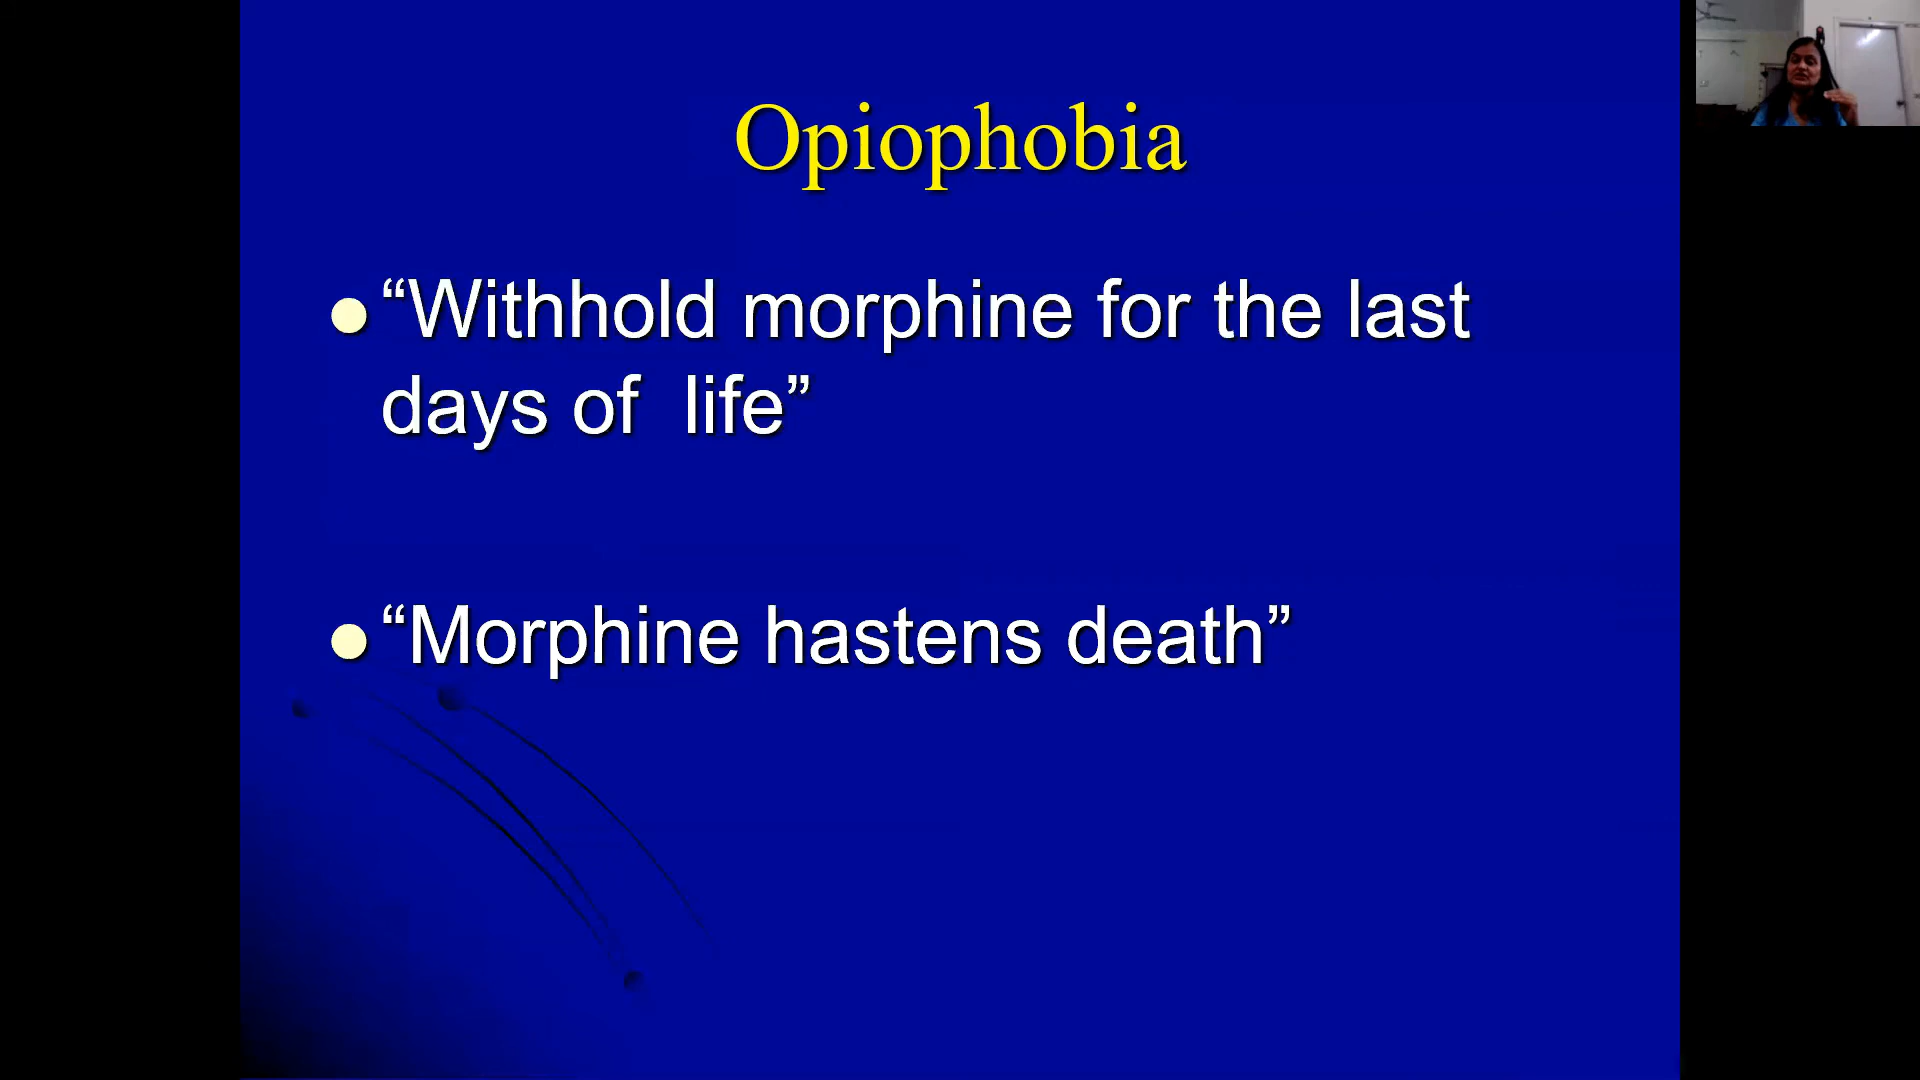 Opiophobia
“Withhold morphine for the last
days of  life”
“Morphine hastens death”